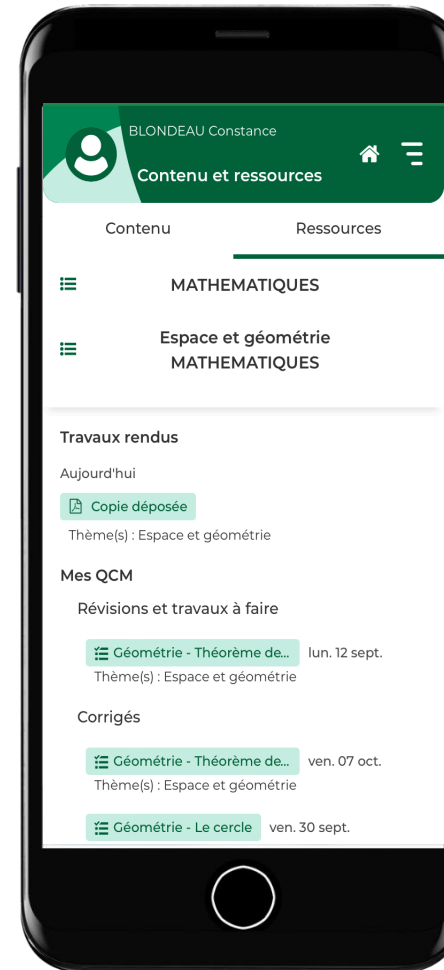 BLONDEAU Constance
Contenu et ressources
Contenu
Ressources
MATHEMATIQUES
Espace et géométrie
MATHEMATIQUES
Travaux rendus
Aujourd'hui
Copie déposée
Thème(s) : Espace et géométrie
Mes QCM
Révisions et travaux à faire
Géométrie - Théorème de... lun. 12 sept.
Thème(s) : Espace et géométrie
Corrigés
Géométrie - Théorème de... ven. 07 oct.
Thème(s) : Espace et géométrie
Géométrie - Le cercle ven. 30 sept.